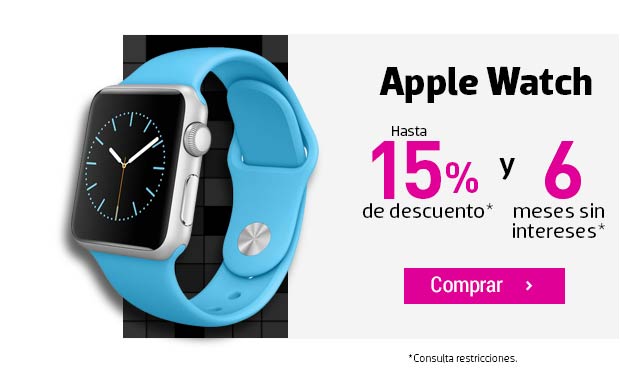 Apple Watch
Hasta
15% y 6
de descuento* meses sin
intereses*
Comprar >
*Consulta restricciones.